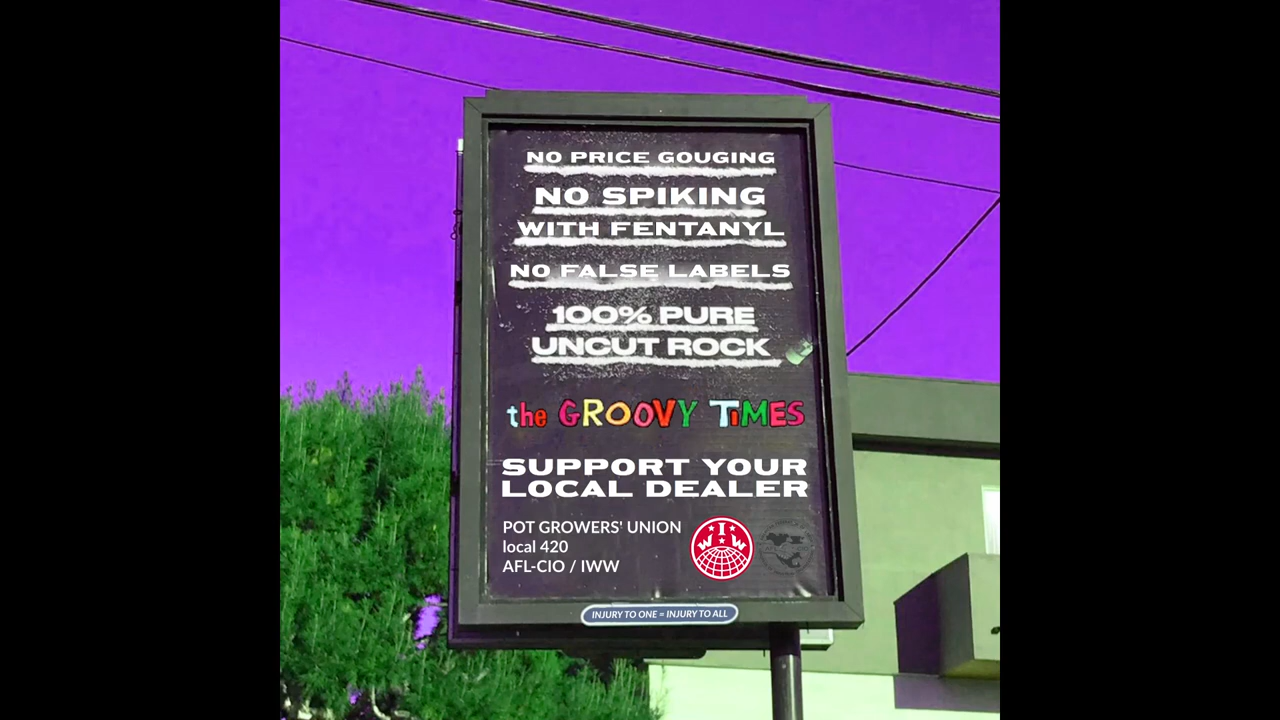 NO PRICE GOUGING
NO SPIKING
WITH FENTANYL
NO FALSE LABELS
100% PURE
UNCUT ROCK
the GROOVY TiMES
SUPPORT YOUR
LOCAL DEALER
POT GROWERS' UNION
local 420
AFL-CIO / IWW
I W W
INJURY TO ONE = INJURY TO ALL